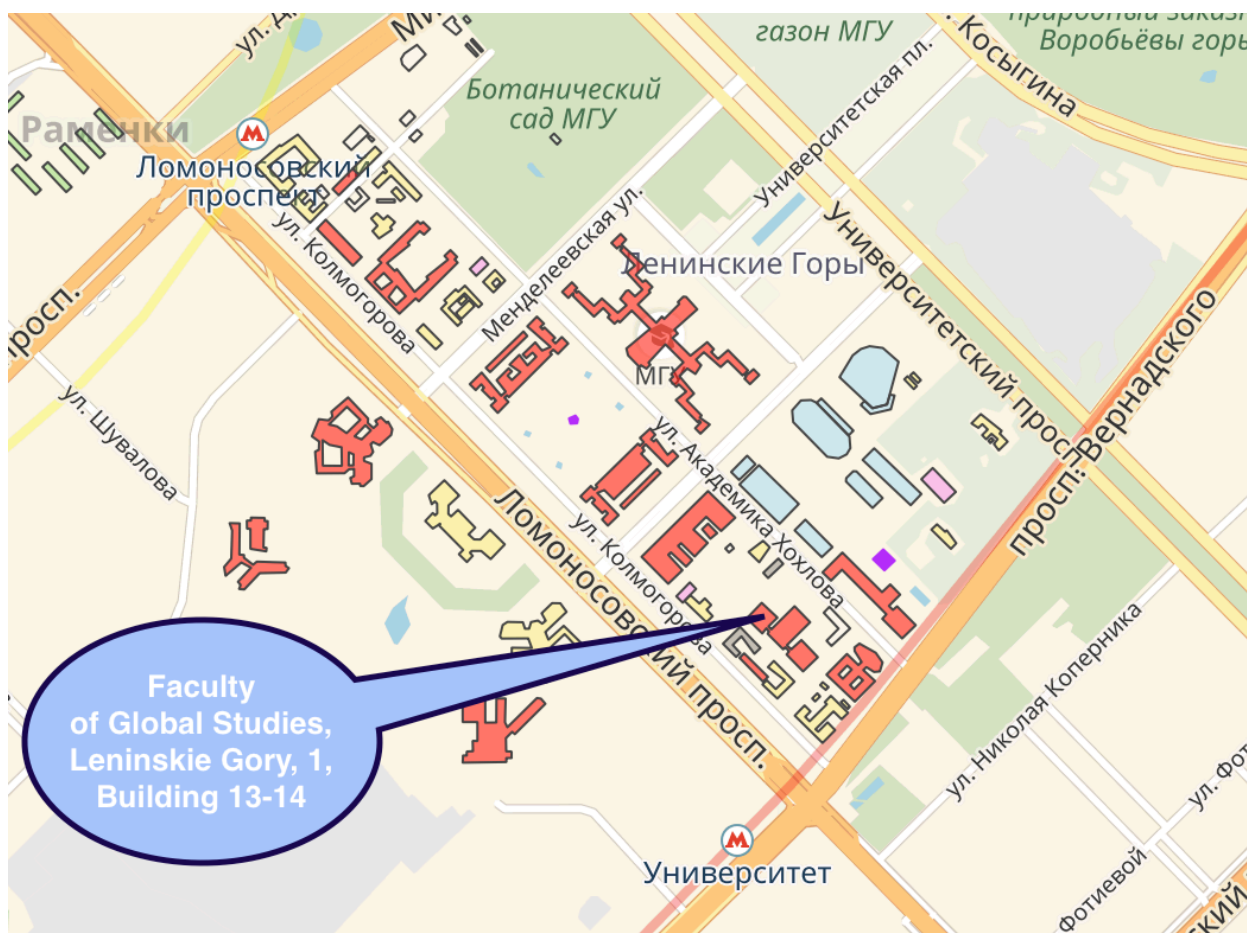 газон МГУ
Косыгина
Воробьёвы горы
Ботанический
сад МГУ
Университетская пл.
Раменки
Ломоносовский
проспект
ул. Колмогорова
Менделеевская ул.
Ленинские Горы
Университетский просп.
просп. Вернадского
МГУ
просп.
ул. Шувалова
ул. Академика Хохлова
Ломоносовский просп.
ул. Колмогорова
ул. Николая Коперника
Faculty
of Global Studies,
Leninskie Gory, 1,
Building 13-14
Университет
Фотиевой
ул. Фо